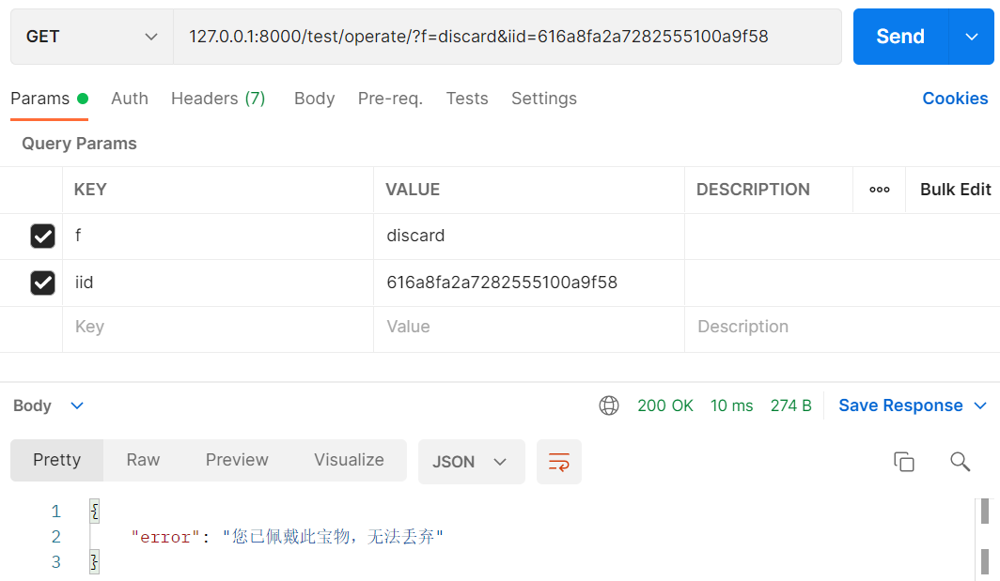 GET 127.0.0.1:8000/test/operate/?f=discard&iid=616a8fa2a7282555100a9f58 Send
Params Auth Headers (7) Body Pre-req. Tests Settings Cookies
Query Params
KEY VALUE DESCRIPTION ooo Bulk Edit
f discard
iid 616a8fa2a7282555100a9f58
Key Value Description
Body 200 OK 10 ms 274 B Save Response
Pretty Raw Preview Visualize JSON
1 {
2 "error": "您已佩戴此宝物，无法丢弃"
3 }